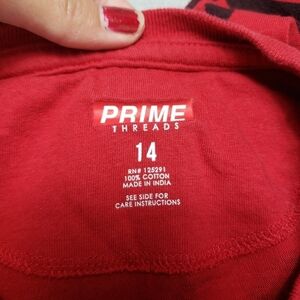 PRIME
THREADS
14
RN# 125291
100% COTTON
MADE IN INDIA
SEE SIDE FOR
CARE INSTRUCTIONS